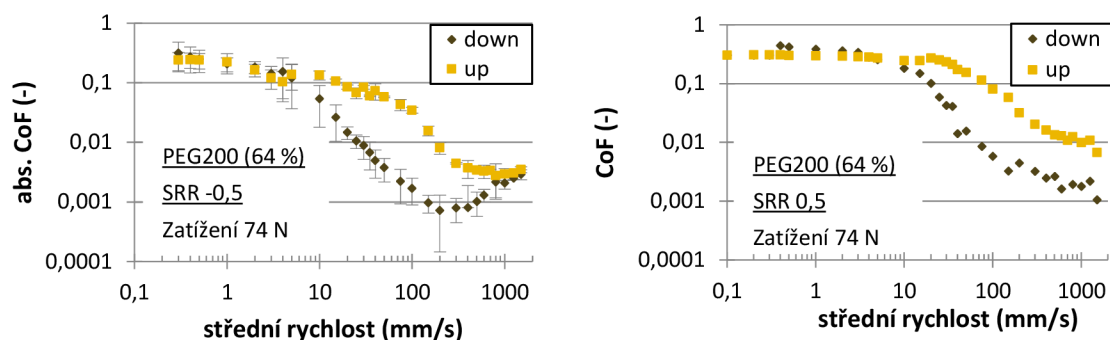 1
0,1
0,01
0,001
0,0001
abs. CoF (-)
down
up
PEG200 (64 %)
SRR -0,5
Zatížení 74 N
0,1
1
10
100
1000
střední rychlost (mm/s)
1
0,1
0,01
0,001
0,0001
CoF (-)
down
up
PEG200 (64 %)
SRR 0,5
Zatížení 74 N
0,1
1
10
100
1000
střední rychlost (mm/s)